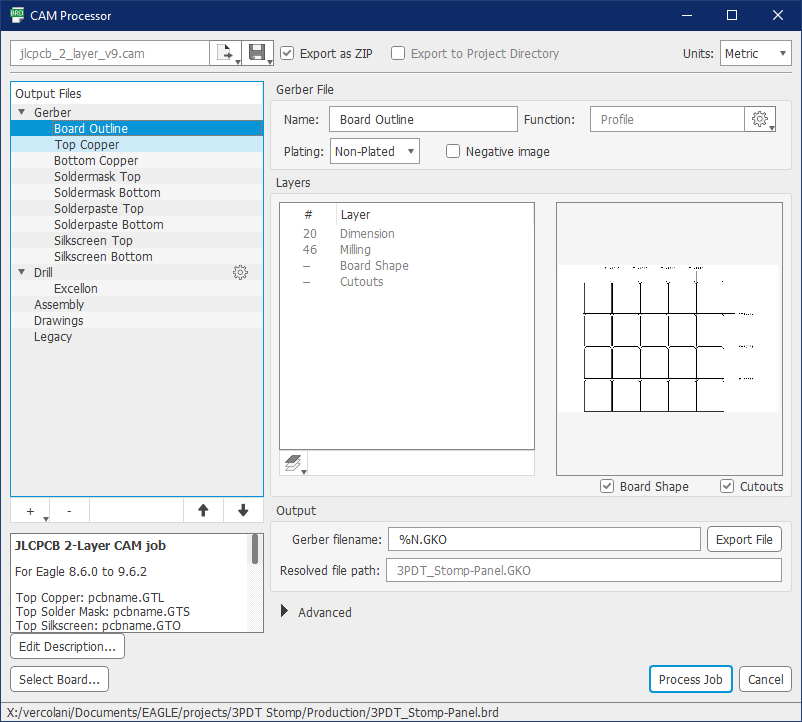 BRD
CAM Processor
jlcpcb_2_layer_v9.cam
Export as ZIP
Export to Project Directory
Units:
Metric
Output Files
Gerber
Board Outline
Top Copper
Bottom Copper
Soldermask Top
Soldermask Bottom
Solderpaste Top
Solderpaste Bottom
Silkscreen Top
Silkscreen Bottom
Drill
Excellon
Assembly
Drawings
Legacy
+
-
JLCPCB 2-Layer CAM job
For Eagle 8.6.0 to 9.6.2
Top Copper: pcbname.GTL
Top Solder Mask: pcbname.GTS
Top Silkscreen: pcbname.GTO
Edit Description...
Select Board...
Gerber File
Name:
Board Outline
Function:
Profile
Plating:
Non-Plated
Negative image
Layers
# Layer
20 Dimension
46 Milling
– Board Shape
– Cutouts
Board Shape
Cutouts
Output
Gerber filename:
%N.GKO
Export File
Resolved file path:
3PDT_Stomp-Panel.GKO
Advanced
Process Job
Cancel
X:/vercolani/Documents/EAGLE/projects/3PDT Stomp/Production/3PDT_Stomp-Panel.brd